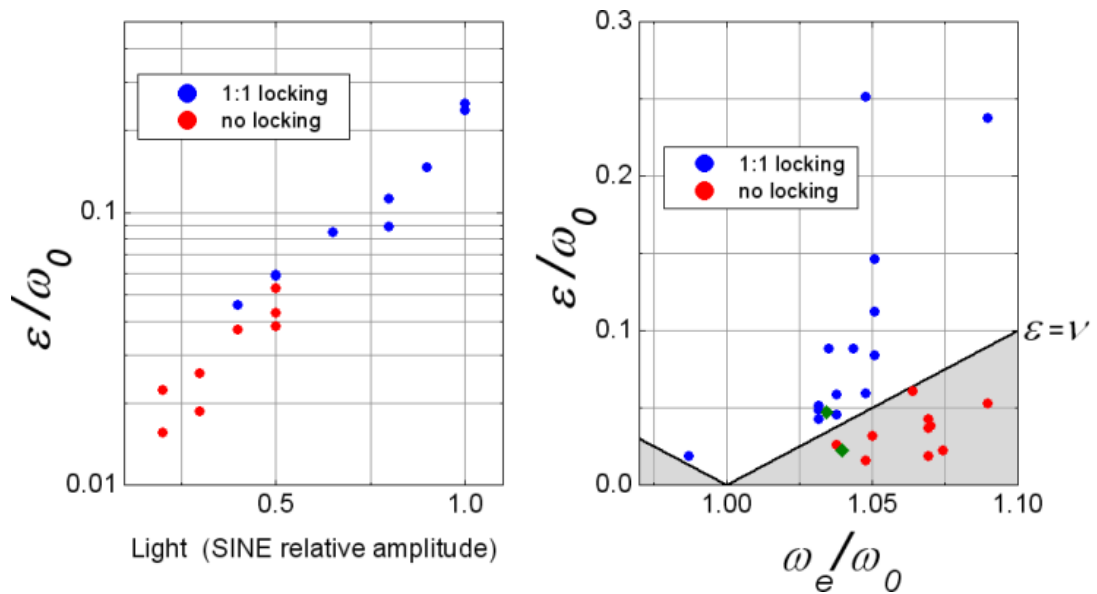 0.1
0.01
ε/ω0
1:1 locking
no locking
0.5
1.0
Light (SINE relative amplitude)
0.3
0.2
0.1
0.0
ε/ω0
1:1 locking
no locking
ε=ν
1.00
1.05
1.10
ωe/ω0